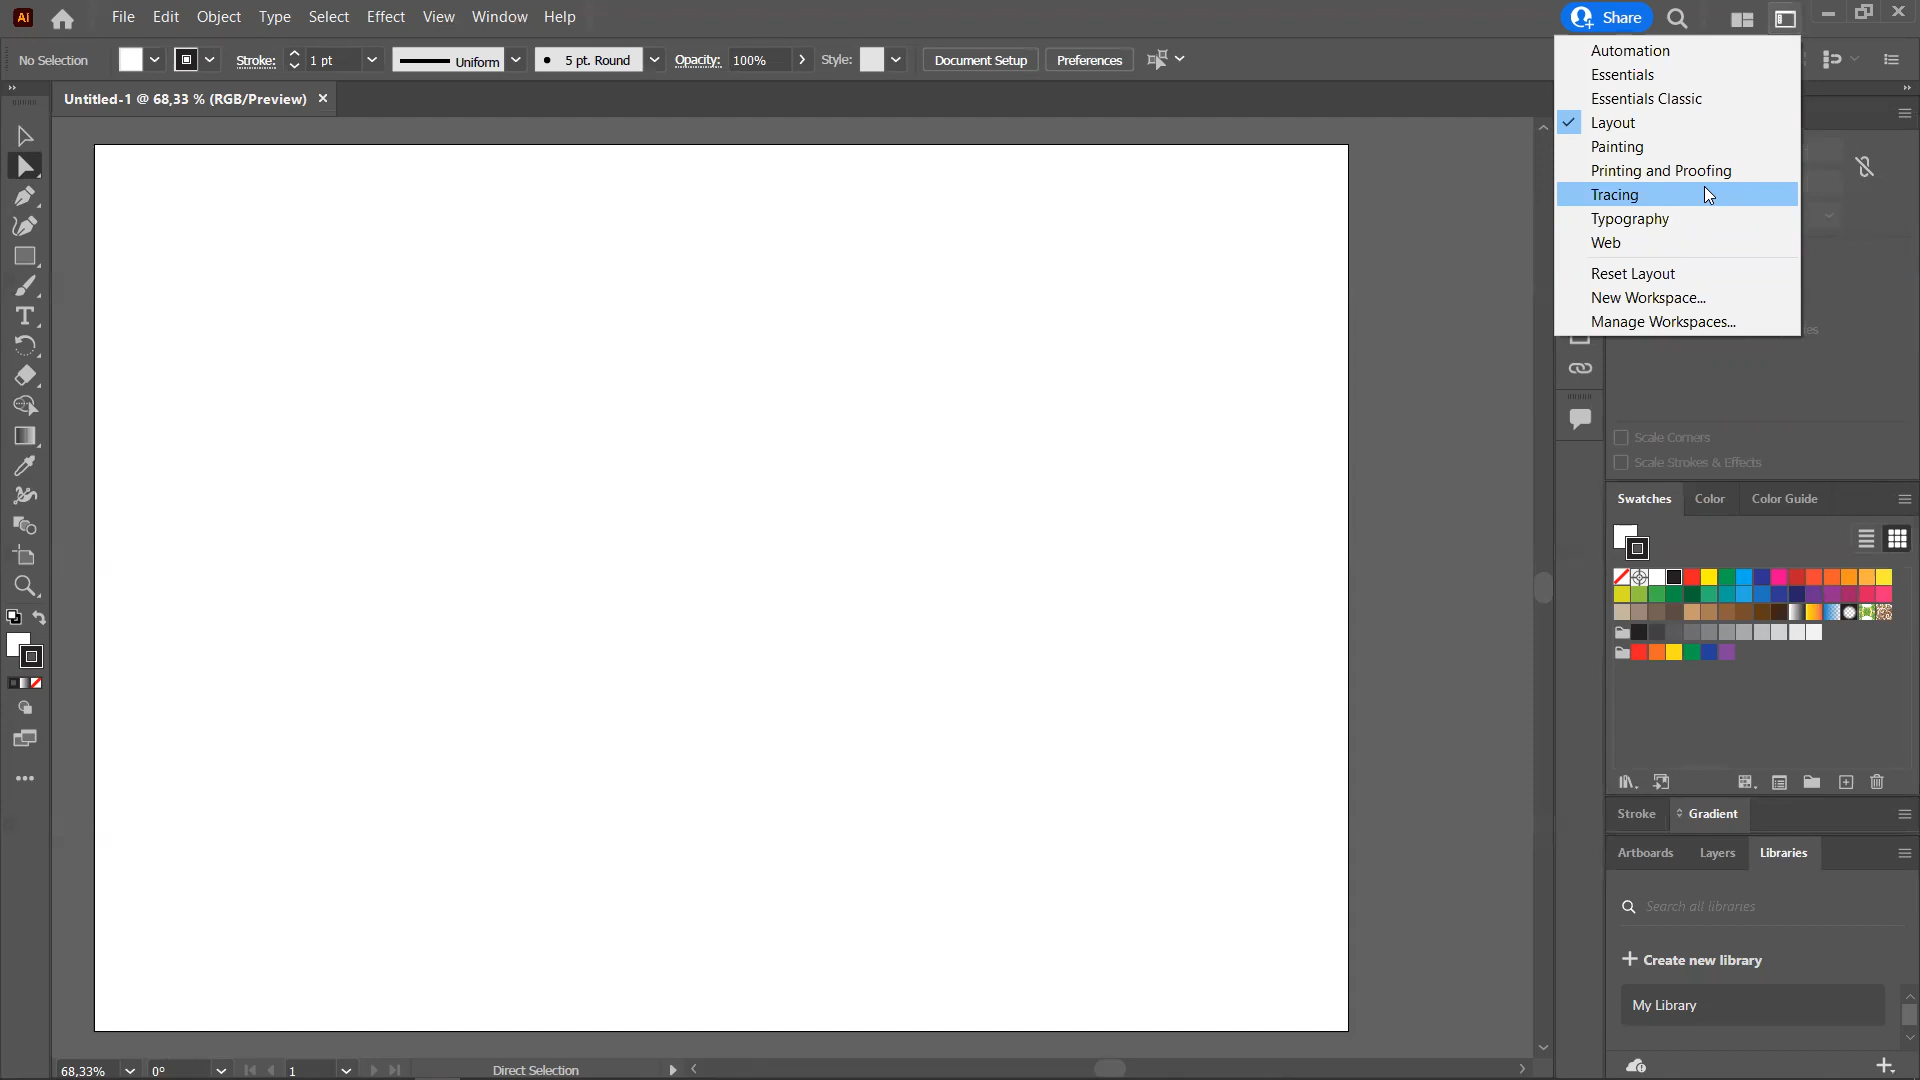 Ai File Edit Object Type Select Effect View Window Help Share
No Selection Stroke: 1 pt Uniform 5 pt. Round Opacity: 100% Style: Document Setup Preferences
Untitled-1 @ 68,33 % (RGB/Preview)
Automation
Essentials
Essentials Classic
Layout
Painting
Printing and Proofing
Tracing
Typography
Web
Reset Layout
New Workspace...
Manage Workspaces...
Scale Corners
Scale Strokes & Effects
Swatches Color Color Guide
Stroke Gradient
Artboards Layers Libraries
Search all libraries
Create new library
My Library
68,33% 0° 1 Direct Selection